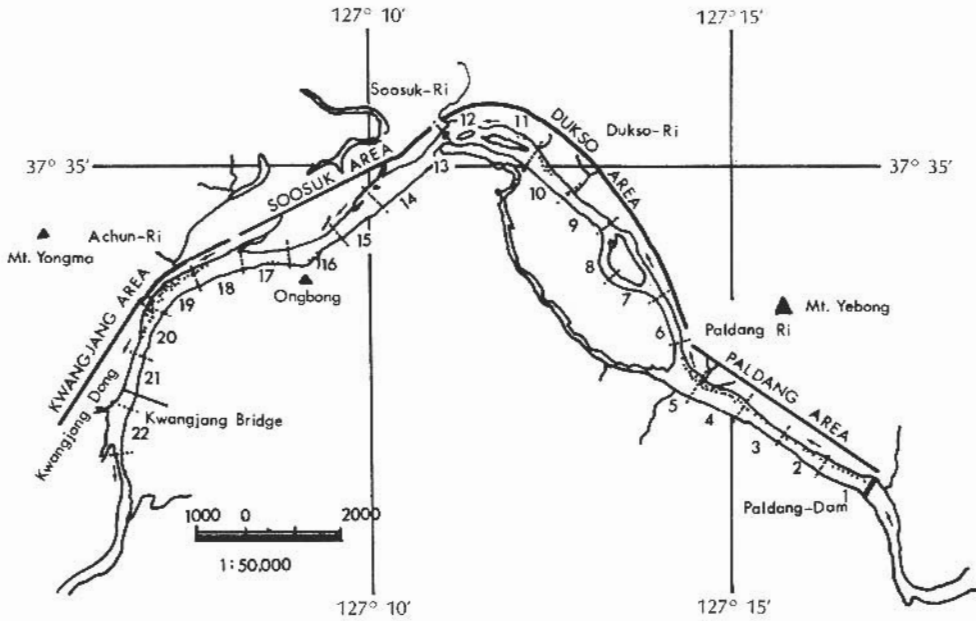 127° 10′
127° 15′
Soosuk-Ri
12
11
DUKSO AREA
Dukso-Ri
37° 35′
37° 35′
13
SOOSUK AREA
10
14
9
Achun-Ri
15
Mt. Yongma
8
16
17
18
Ongbong
7
19
KWANGJANG AREA
20
6
Paldang Ri
Mt. Yebong
PALDANG AREA
21
5
4
Kwangjang Dong
Kwangjang Bridge
22
3
2
1
Paldang-Dam
1000 0 2000
1:50,000
127° 10′
127° 15′